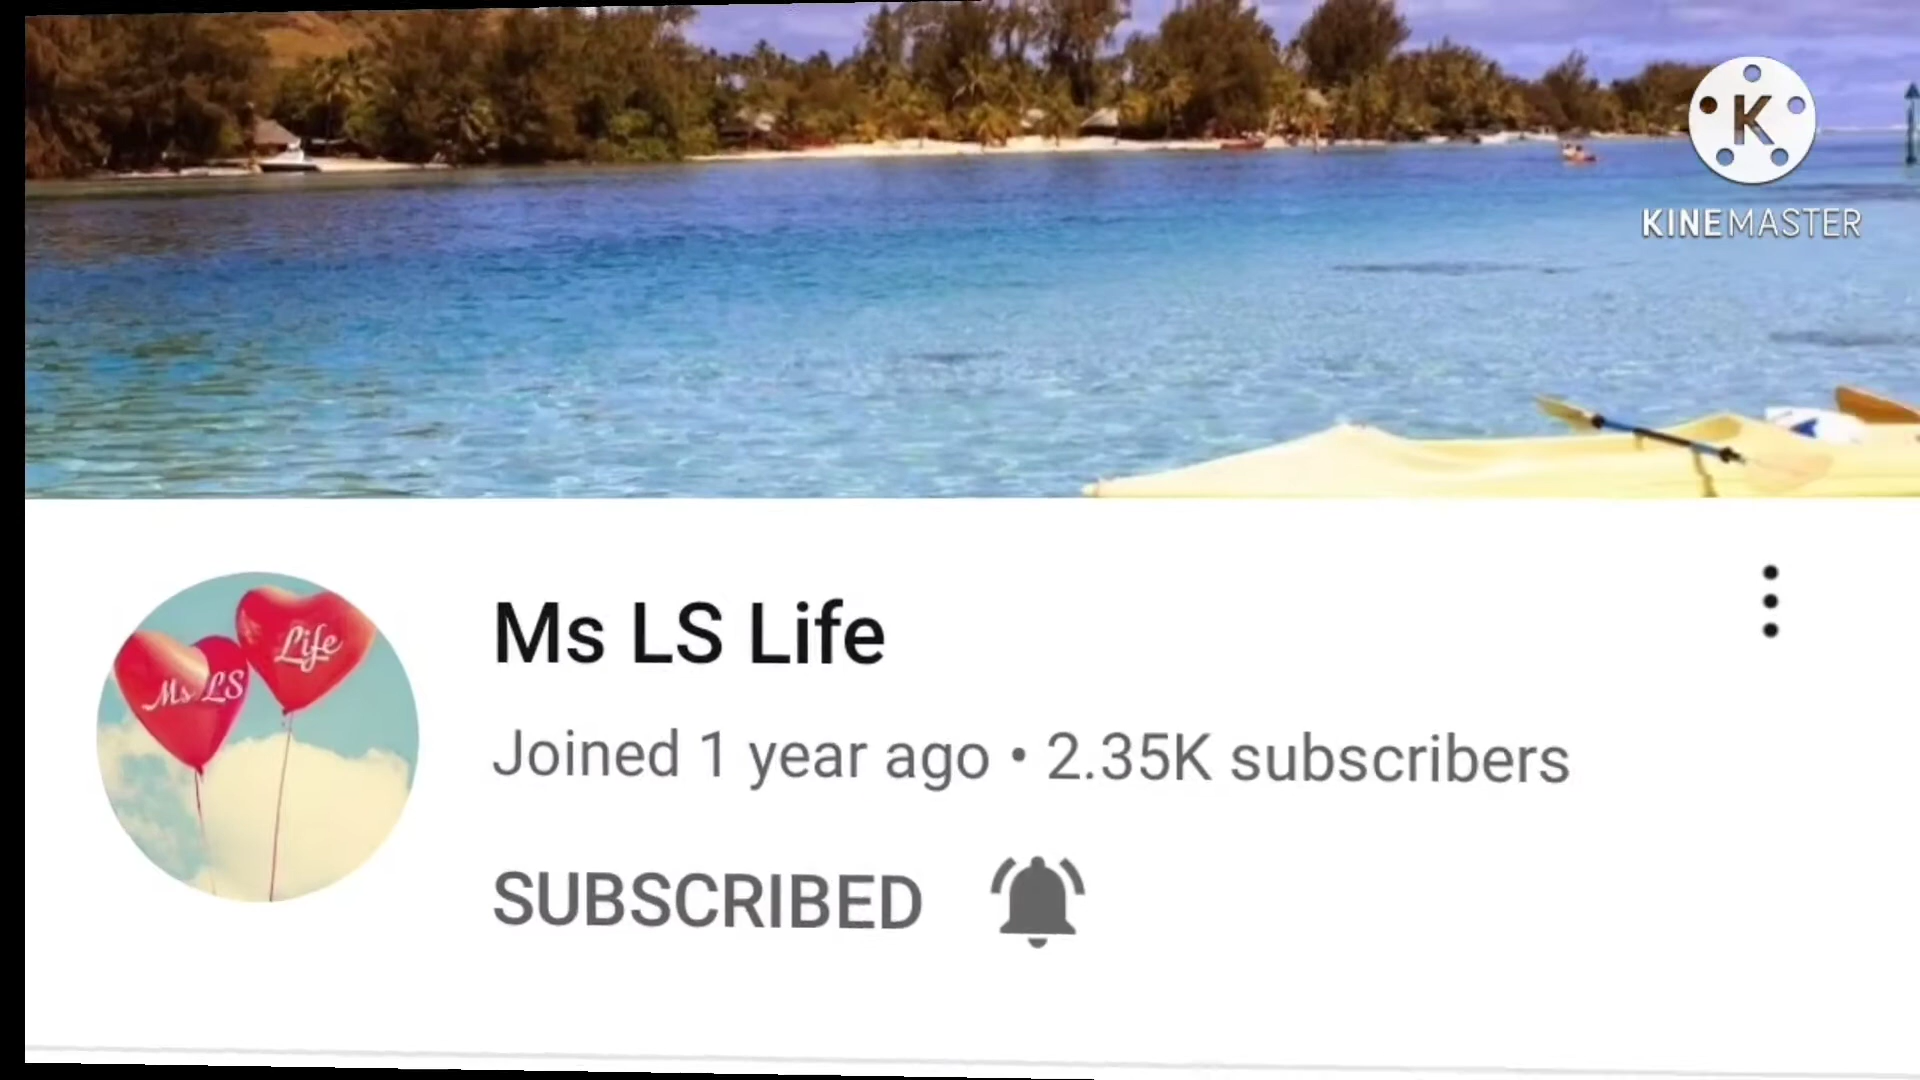 K
KINEMASTER
Ms LS
Life
Ms LS Life
Joined 1 year ago • 2.35K subscribers
SUBSCRIBED